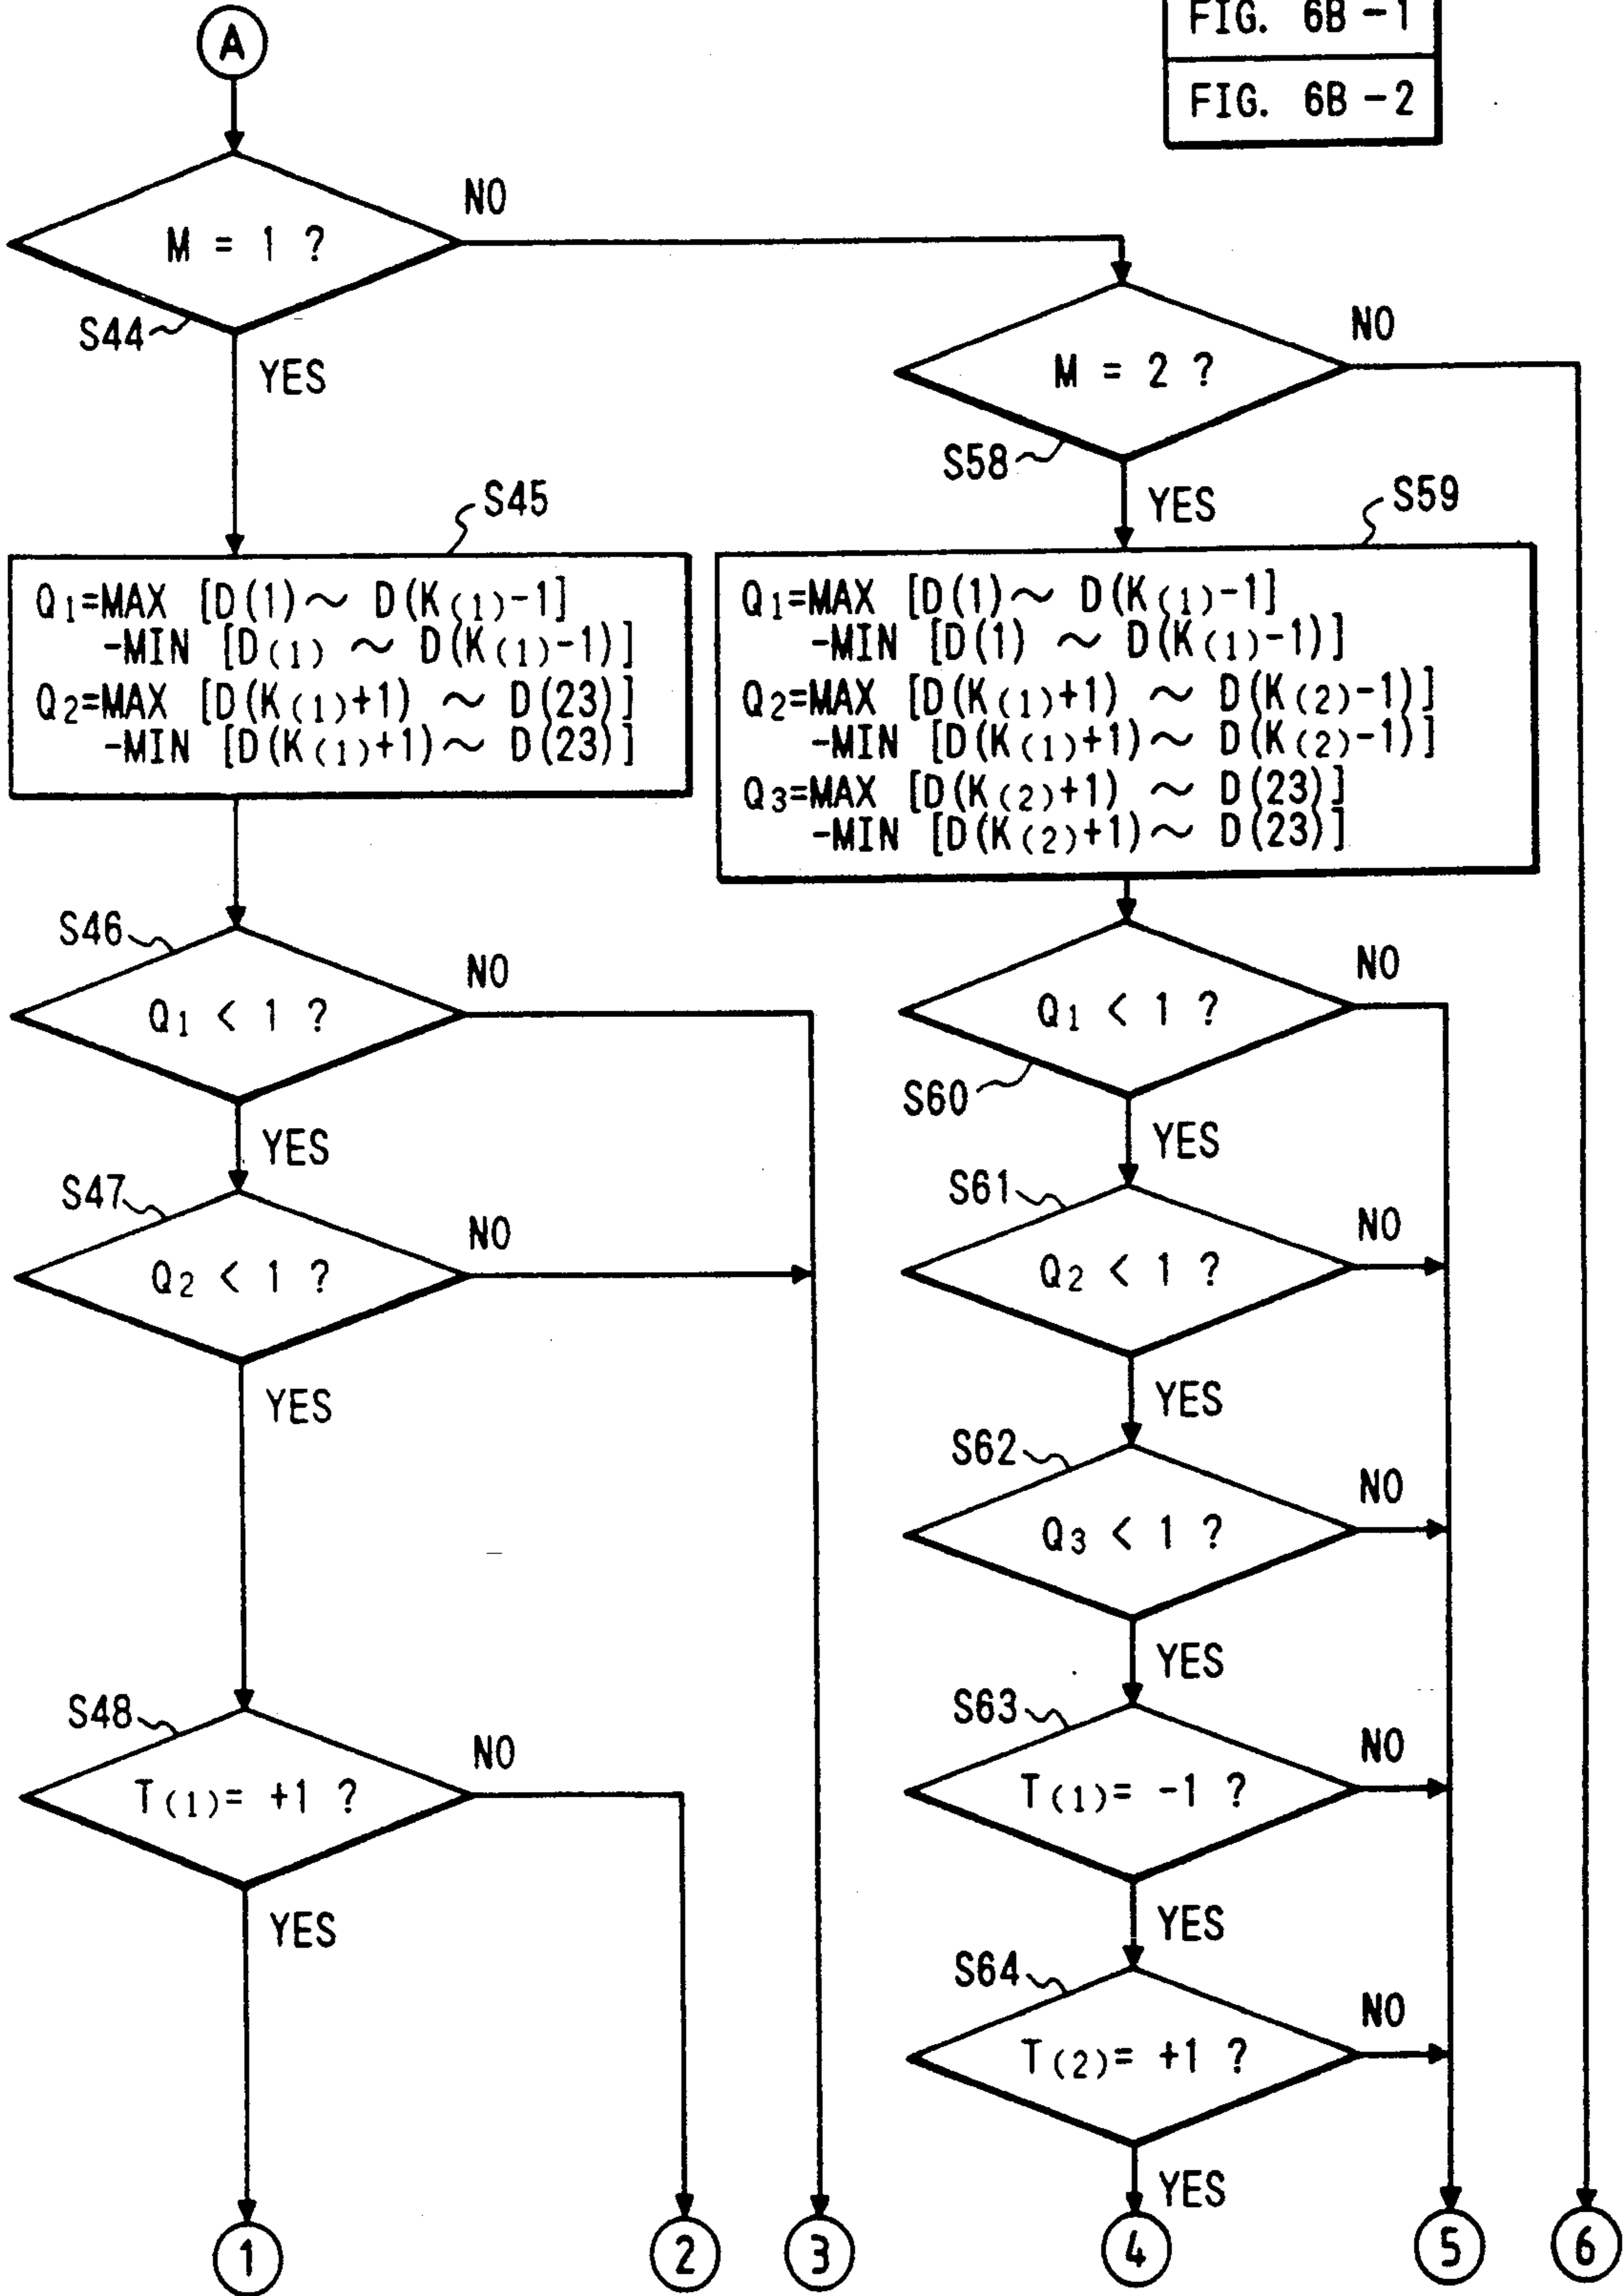 FIG. 6B-1
FIG. 6B-2
A
M = 1 ?
NO
S44
YES
M = 2 ?
NO
S58
YES
S45
Q1=MAX [D(1)~ D(K(1)-1]
-MIN [D(1) ~ D(K(1)-1)]
Q2=MAX [D(K(1)+1) ~ D(23)]
-MIN [D(K(1)+1)~ D(23)]
S59
Q1=MAX [D(1)~ D(K(1)-1]
-MIN [D(1) ~ D(K(1)-1)]
Q2=MAX [D(K(1)+1) ~ D(K(2)-1)]
-MIN [D(K(1)+1)~ D(K(2)-1)]
Q3=MAX [D(K(2)+1) ~ D(23)]
-MIN [D(K(2)+1)~ D(23)]
S46
Q1 < 1 ?
NO
YES
S47
Q2 < 1 ?
NO
YES
S48
T(1)= +1 ?
NO
YES
Q1 < 1 ?
NO
S60
YES
S61
Q2 < 1 ?
NO
YES
S62
Q3 < 1 ?
NO
YES
S63
T(1)= -1 ?
NO
YES
S64
T(2)= +1 ?
NO
YES
1
2
3
4
5
6